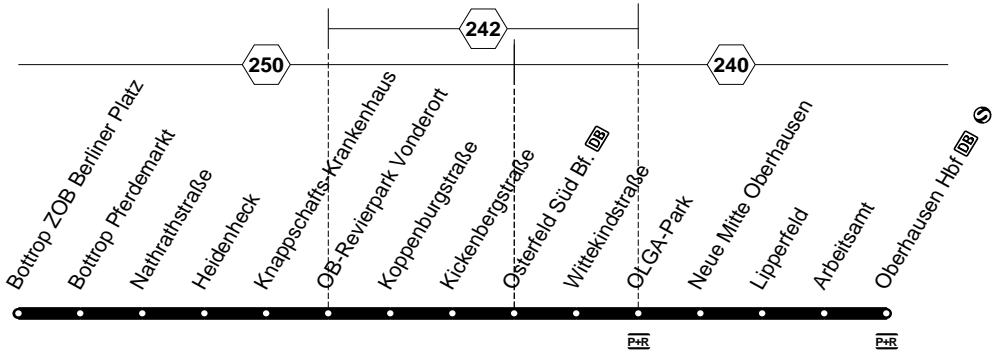 242
250
240
Bottrop ZOB Berliner Platz
Bottrop Pferdemarkt
Nathrathstraße
Heidenheck
Knappschafts-Krankenhaus
OB-Revierpark Vonderort
Koppenburgstraße
Kickenbergstraße
Osterfeld Süd Bf. DB
Wittekindstraße
OLGA-Park
Neue Mitte Oberhausen
Lipperfeld
Arbeitsamt
Oberhausen Hbf DB S
P+R
P+R